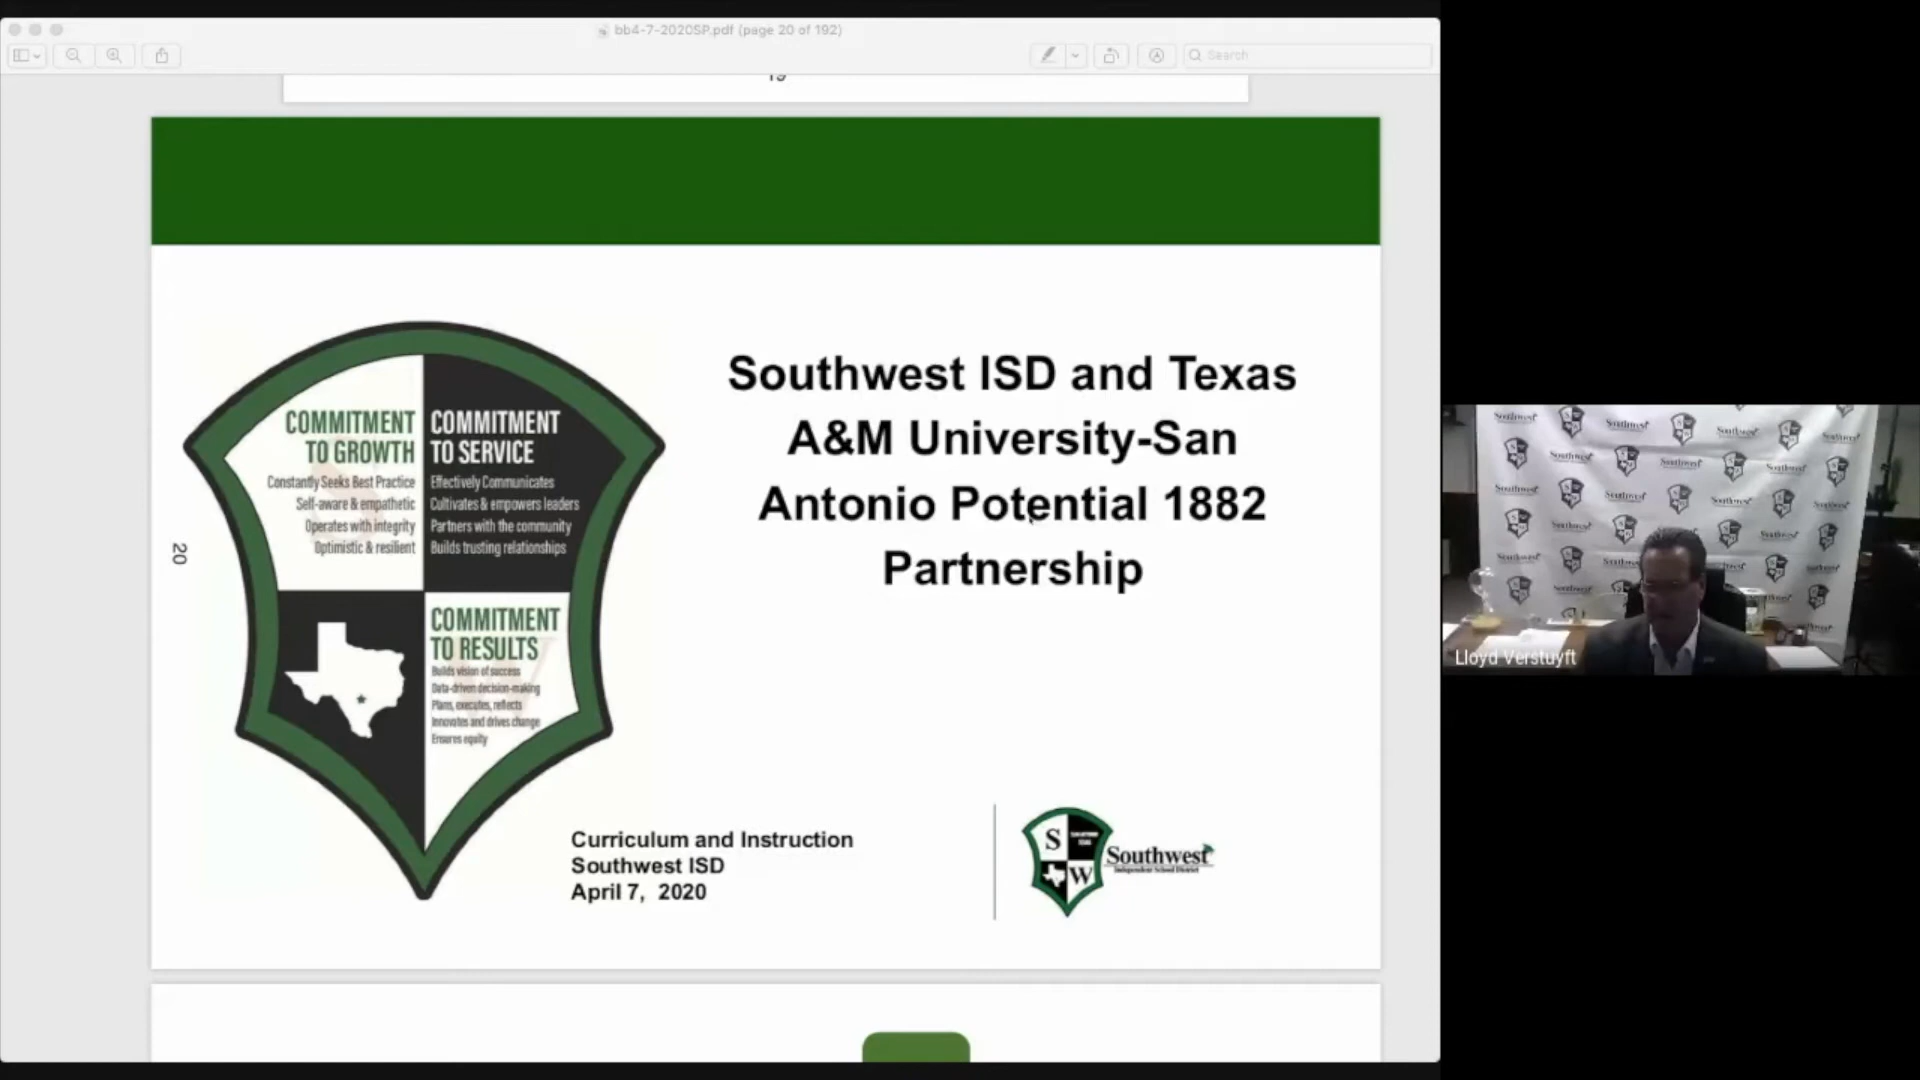 bb4-7-2020SP.pdf (page 20 of 192)
Search
19
COMMITMENT
TO GROWTH
Constantly Seeks Best Practice
Self-aware & empathetic
Operates with integrity
Optimistic & resilient
COMMITMENT
TO SERVICE
Effectively Communicates
Cultivates & empowers leaders
Partners with the community
Builds trusting relationships
COMMITMENT
TO RESULTS
Builds vision of success
Data-driven decision-making
Plans, executes, reflects
Innovates and drives change
Ensures equity
20
Southwest ISD and Texas
A&M University-San
Antonio Potential 1882
Partnership
Curriculum and Instruction
Southwest ISD
April 7, 2020
S
W
Southwest
Independent School District
Lloyd Verstuyft